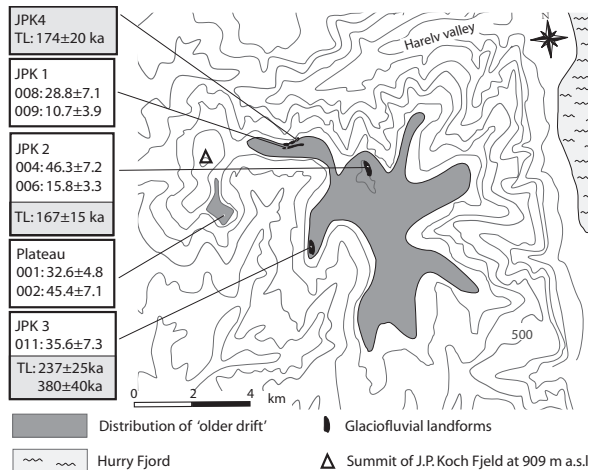 JPK4
TL: 174±20 ka
JPK 1
008: 28.8±7.1
009: 10.7±3.9
JPK 2
004: 46.3±7.2
006: 15.8±3.3
TL: 167±15 ka
Plateau
001: 32.6±4.8
002: 45.4±7.1
JPK 3
011: 35.6±7.3
TL: 237±25ka
380±40ka
Harelv valley
N
500
0 2 4 km
Distribution of ‘older drift’
Glaciofluvial landforms
Hurry Fjord
Summit of J.P. Koch Fjeld at 909 m a.s.l